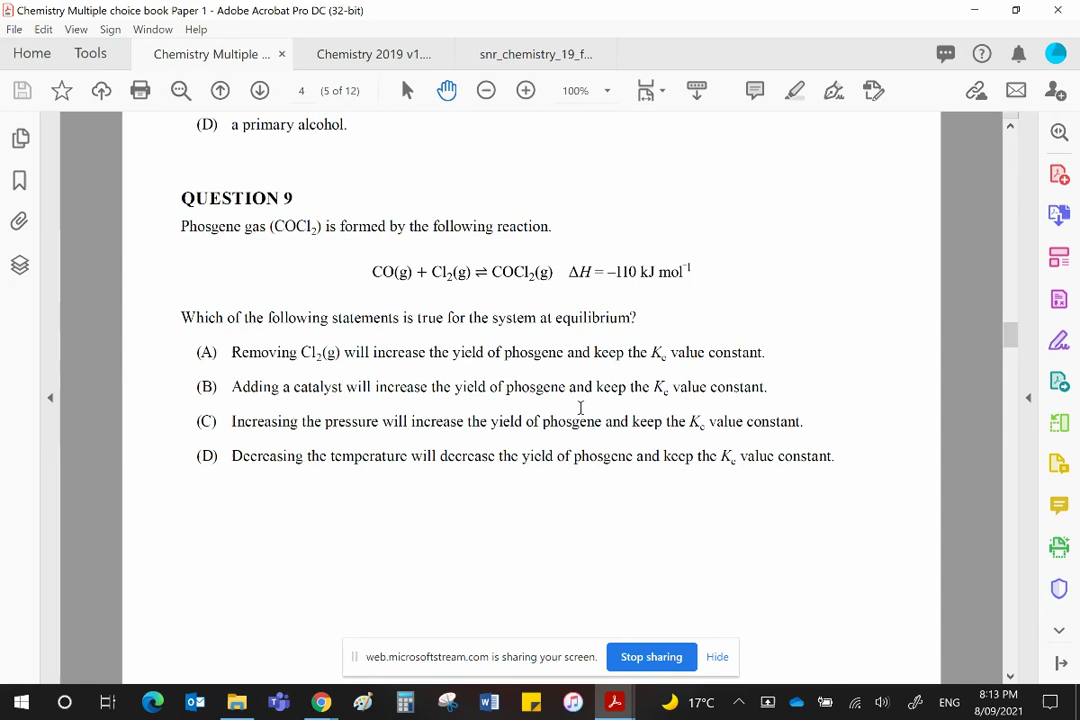 Chemistry Multiple choice book Paper 1 - Adobe Acrobat Pro DC (32-bit)
File Edit View Sign Window Help
Home Tools Chemistry Multiple ... × Chemistry 2019 v1.... snr_chemistry_19_f...
4 (5 of 12) 100%
(D) a primary alcohol.
QUESTION 9
Phosgene gas (COCl₂) is formed by the following reaction.
CO(g) + Cl₂(g) ⇌ COCl₂(g) ΔH = –110 kJ mol⁻¹
Which of the following statements is true for the system at equilibrium?
(A) Removing Cl₂(g) will increase the yield of phosgene and keep the Kc value constant.
(B) Adding a catalyst will increase the yield of phosgene and keep the Kc value constant.
(C) Increasing the pressure will increase the yield of phosgene and keep the Kc value constant.
(D) Decreasing the temperature will decrease the yield of phosgene and keep the Kc value constant.
web.microsoftstream.com is sharing your screen. Stop sharing Hide
17°C ENG 8:13 PM
8/09/2021